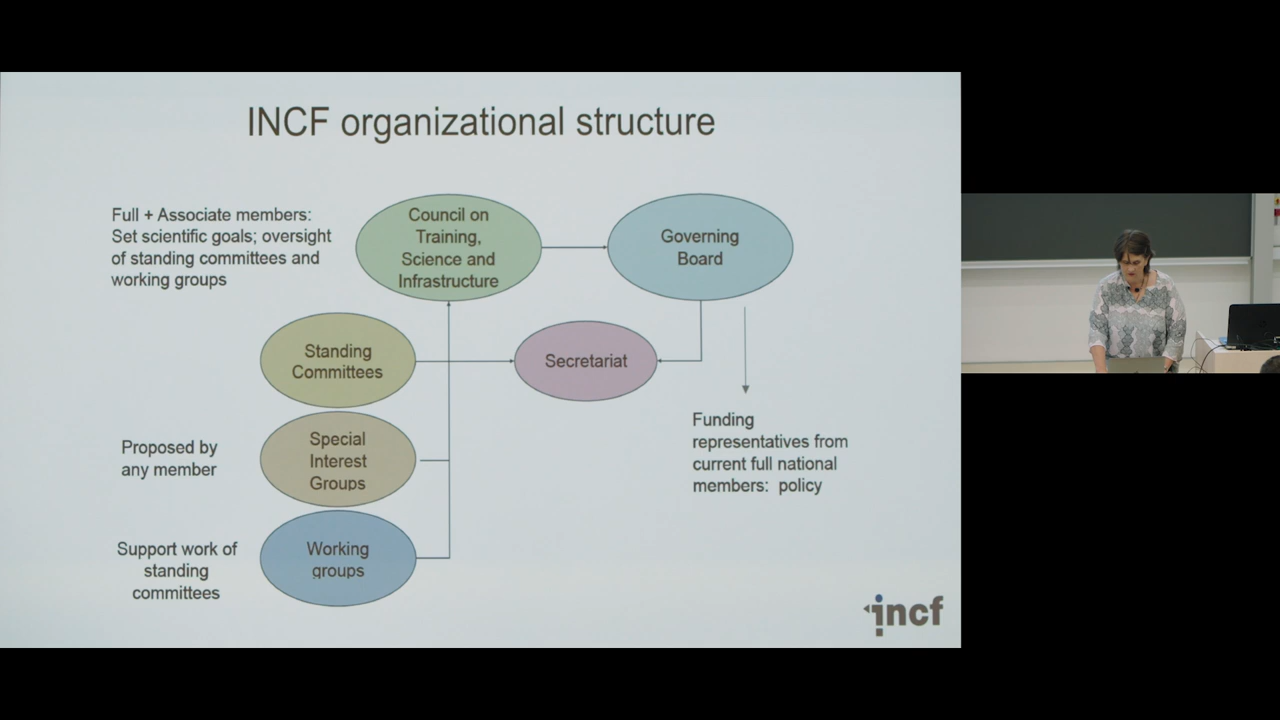 INCF organizational structure
Full + Associate members:
Set scientific goals; oversight
of standing committees and
working groups
Council on
Training,
Science and
Infrastructure
Governing
Board
Standing
Committees
Secretariat
Proposed by
any member
Special
Interest
Groups
Funding
representatives from
current full national
members: policy
Support work of
standing
committees
Working
groups
incf